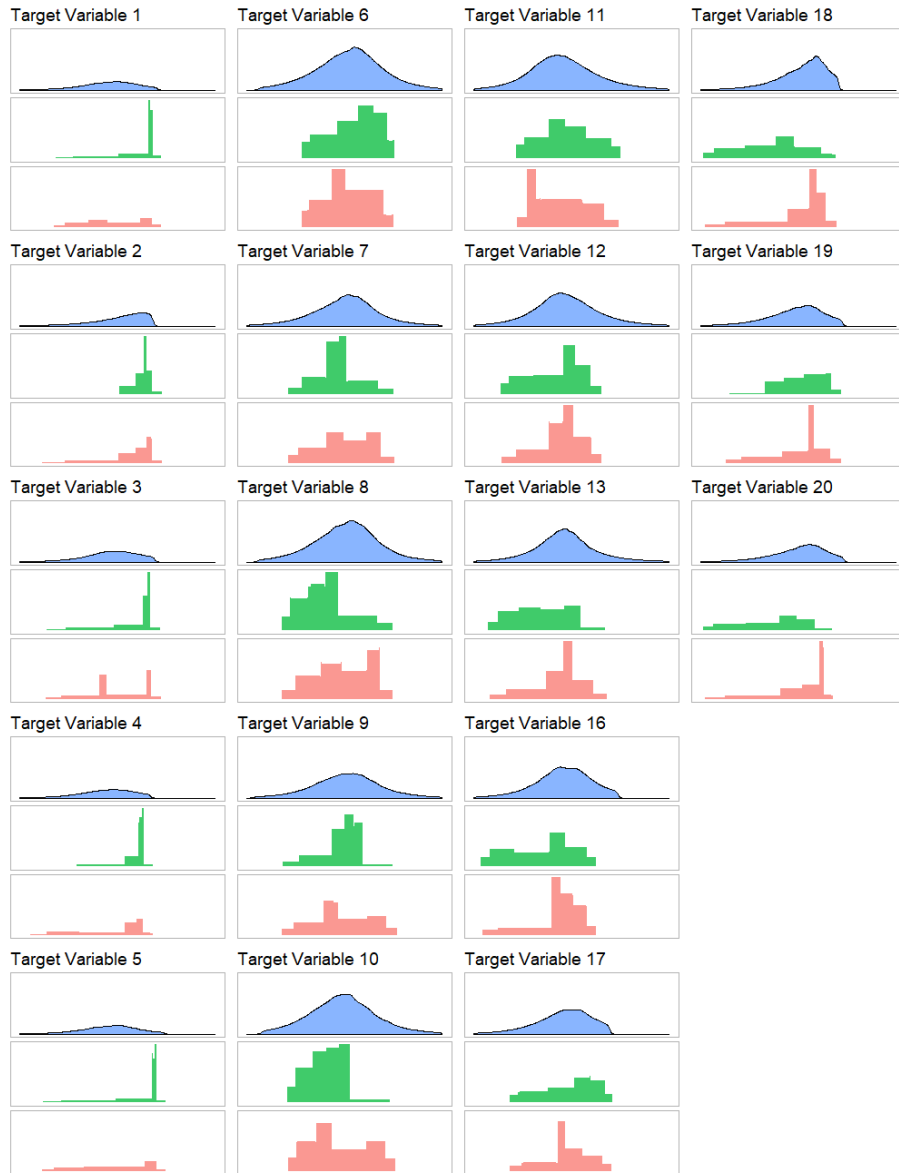 Target Variable 1
Target Variable 6
Target Variable 11
Target Variable 18
Target Variable 2
Target Variable 7
Target Variable 12
Target Variable 19
Target Variable 3
Target Variable 8
Target Variable 13
Target Variable 20
Target Variable 4
Target Variable 9
Target Variable 16
Target Variable 5
Target Variable 10
Target Variable 17